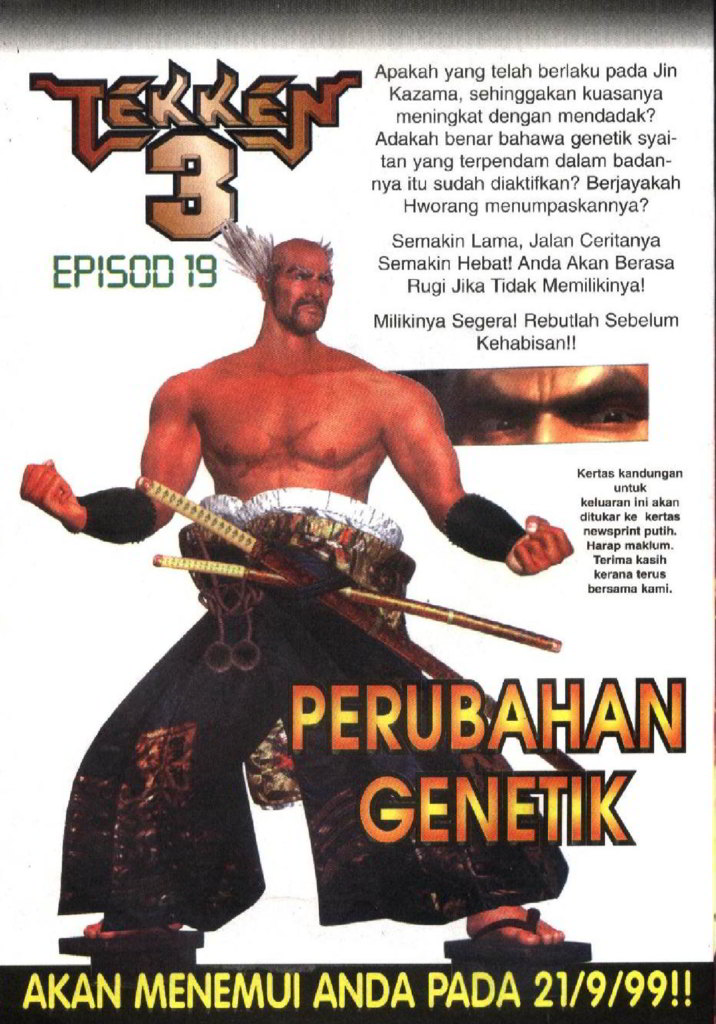 TEKKEN
3
EPISOD 19
Apakah yang telah berlaku pada Jin
Kazama, sehinggakan kuasanya
meningkat dengan mendadak?
Adakah benar bahawa genetik syai-
tan yang terpendam dalam badan-
nya itu sudah diaktifkan? Berjayakah
Hworang menumpaskannya?
Semakin Lama, Jalan Ceritanya
Semakin Hebat! Anda Akan Berasa
Rugi Jika Tidak Memilikinya!
Milikinya Segera! Rebutlah Sebelum
Kehabisan!!
Kertas kandungan
untuk
keluaran ini akan
ditukar ke kertas
newsprint putih.
Harap maklum.
Terima kasih
kerana terus
bersama kami.
PERUBAHAN
GENETIK
AKAN MENEMUI ANDA PADA 21/9/99!!